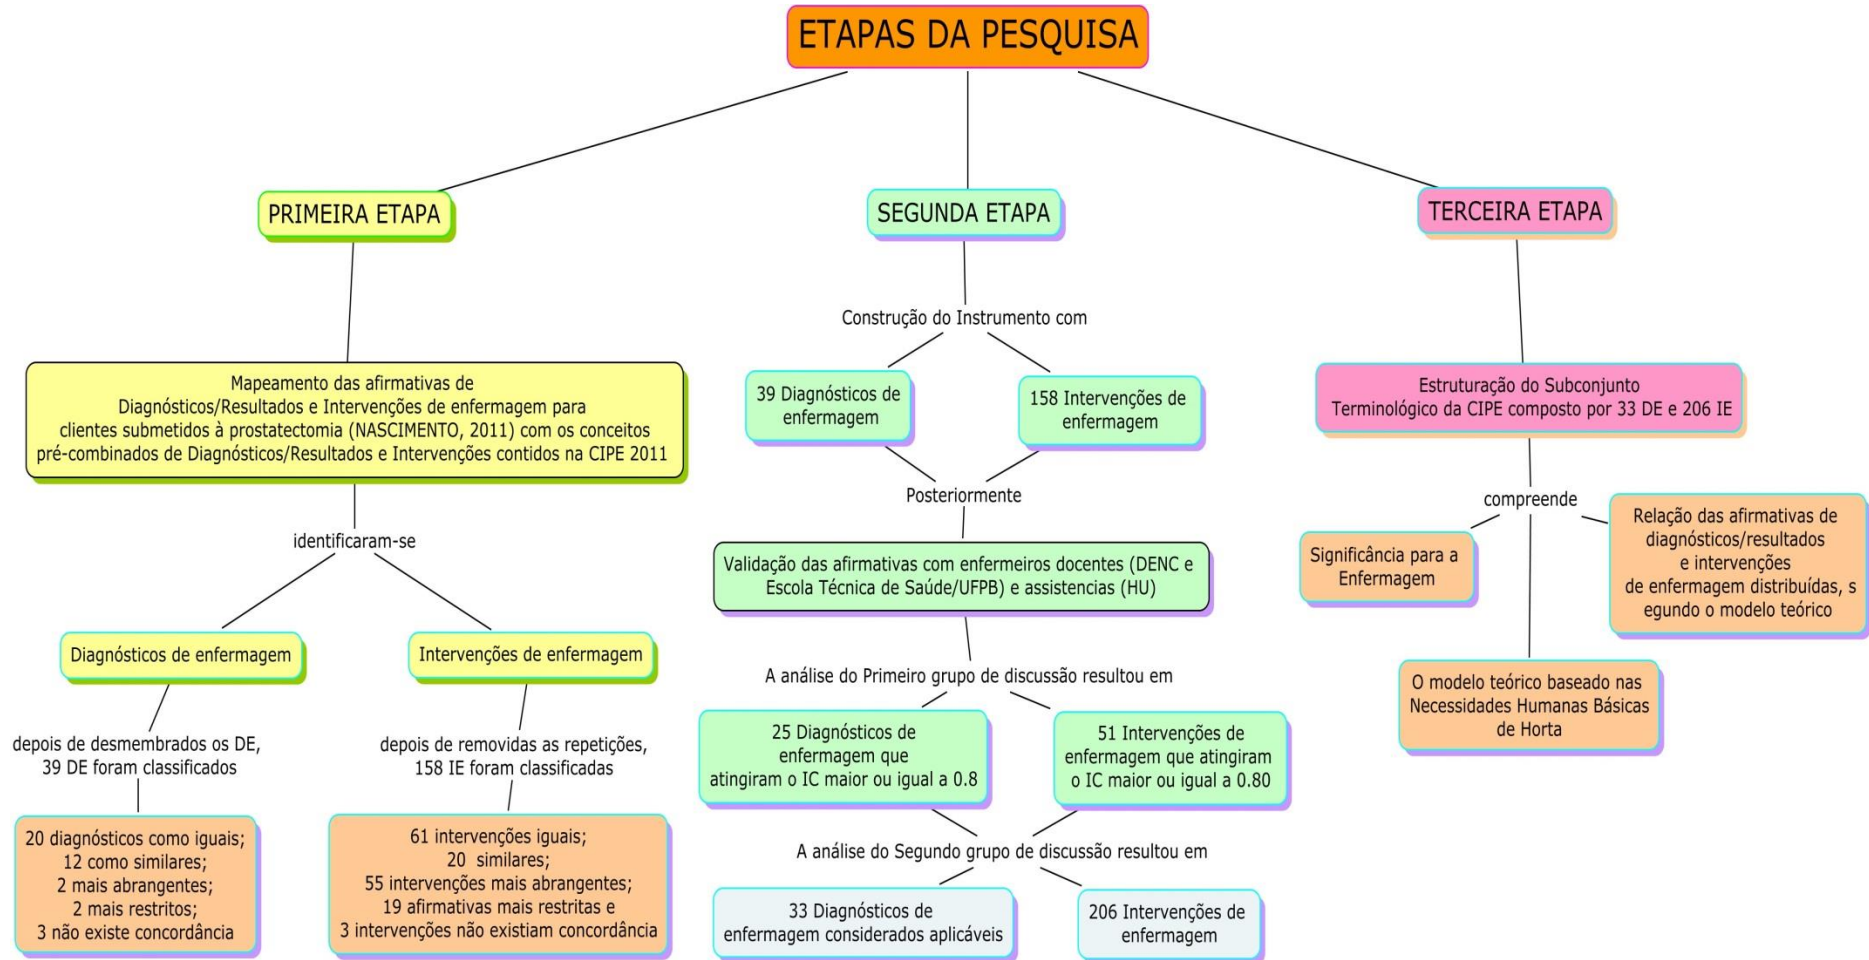 ETAPAS DA PESQUISA
PRIMEIRA ETAPA
Mapeamento das afirmativas de
Diagnósticos/Resultados e Intervenções de enfermagem para
clientes submetidos à prostatectomia (NASCIMENTO, 2011) com os conceitos
pré-combinados de Diagnósticos/Resultados e Intervenções contidos na CIPE 2011
identificaram-se
Diagnósticos de enfermagem
depois de desmembrados os DE,
39 DE foram classificados
20 diagnósticos como iguais;
12 como similares;
2 mais abrangentes;
2 mais restritos;
3 não existe concordância
Intervenções de enfermagem
depois de removidas as repetições,
158 IE foram classificadas
61 intervenções iguais;
20 similares;
55 intervenções mais abrangentes;
19 afirmativas mais restritas e
3 intervenções não existiam concordância
SEGUNDA ETAPA
Construção do Instrumento com
39 Diagnósticos de
enfermagem
158 Intervenções de
enfermagem
Posteriormente
Validação das afirmativas com enfermeiros docentes (DENC e
Escola Técnica de Saúde/UFPB) e assistencias (HU)
A análise do Primeiro grupo de discussão resultou em
25 Diagnósticos de
enfermagem que
atingiram o IC maior ou igual a 0.8
51 Intervenções de
enfermagem que atingiram
o IC maior ou igual a 0.80
A análise do Segundo grupo de discussão resultou em
33 Diagnósticos de
enfermagem considerados aplicáveis
206 Intervenções de
enfermagem
TERCEIRA ETAPA
Estruturação do Subconjunto
Terminológico da CIPE composto por 33 DE e 206 IE
compreende
Significância para a
Enfermagem
O modelo teórico baseado nas
Necessidades Humanas Básicas
de Horta
Relação das afirmativas de
diagnósticos/resultados
e intervenções
de enfermagem distribuídas, s
egundo o modelo teórico